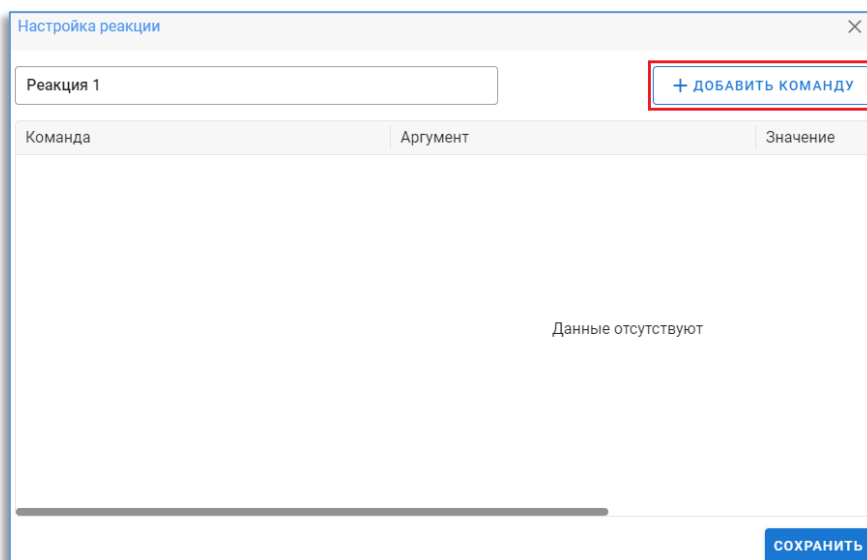 Настройка реакции
Реакция 1
+ ДОБАВИТЬ КОМАНДУ
Команда Аргумент Значение
Данные отсутствуют
СОХРАНИТЬ